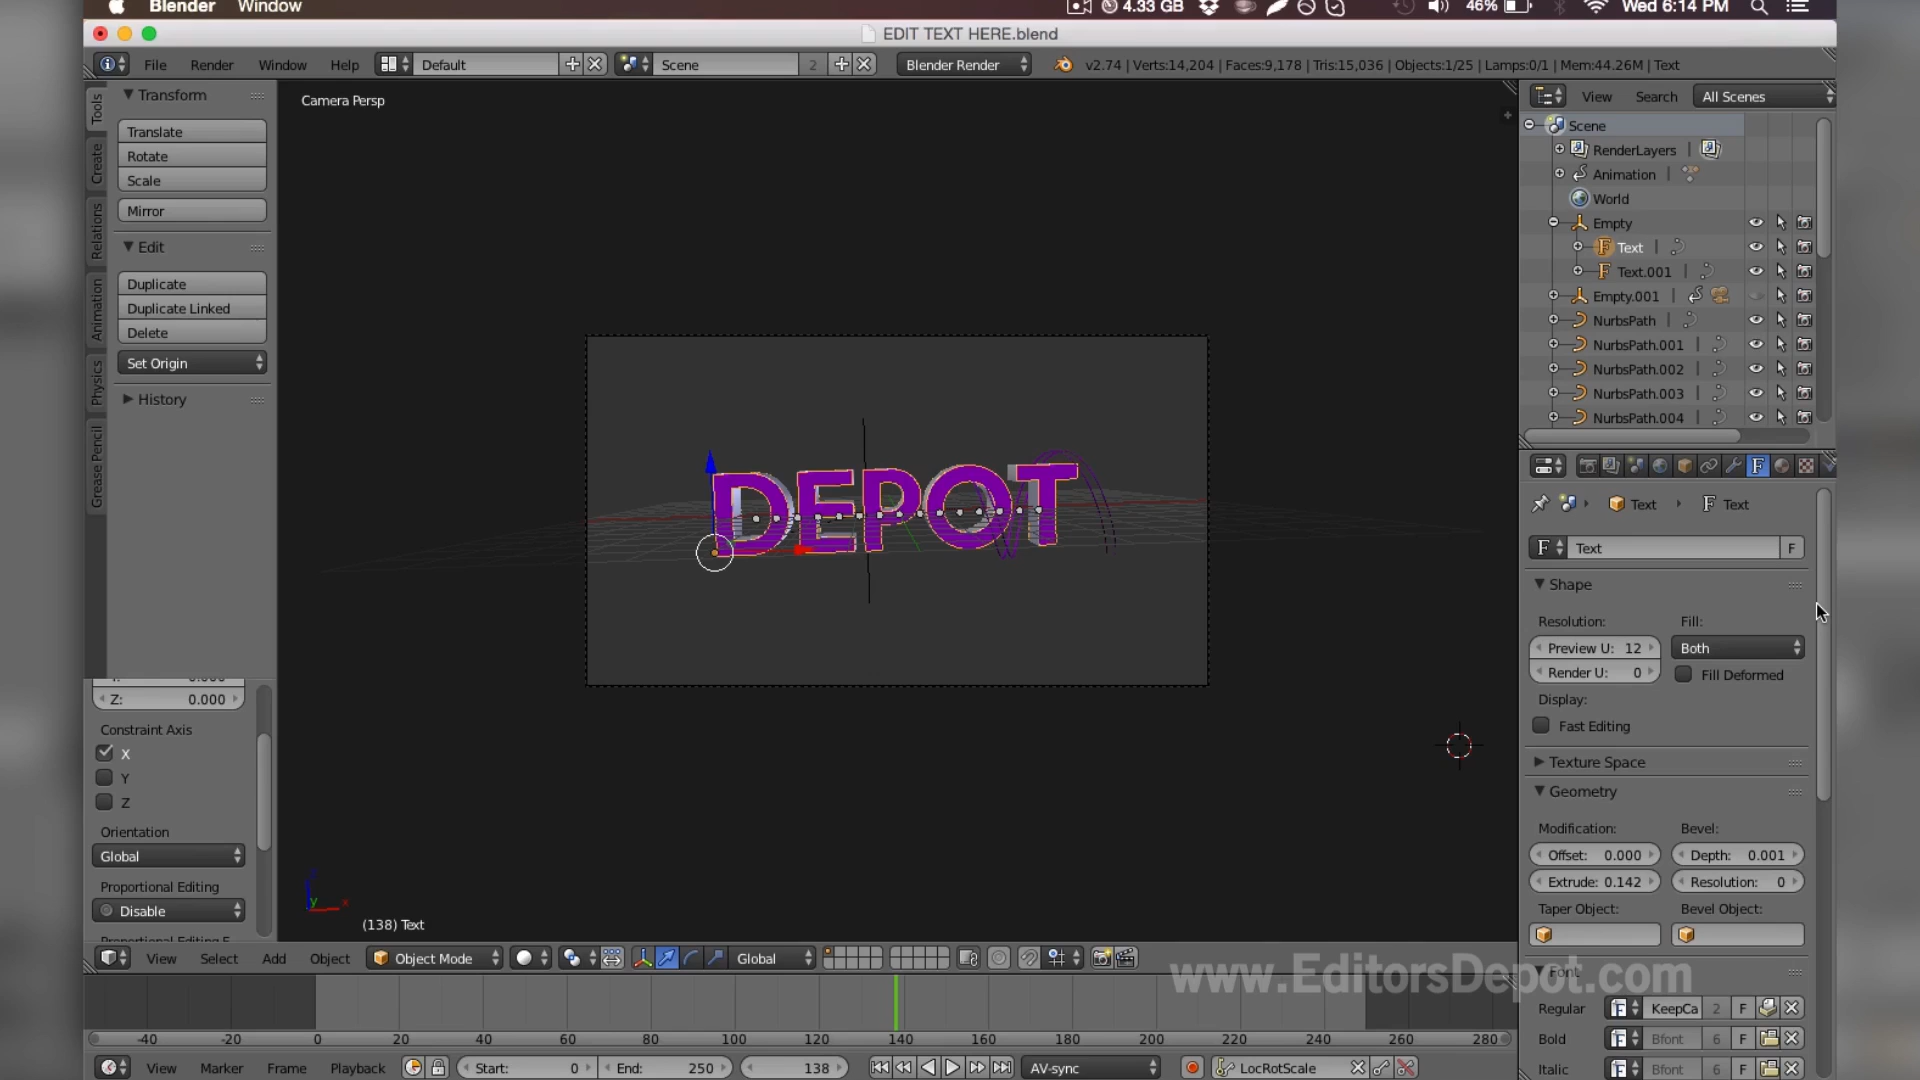 Blender Window 4.33 GB 46% Wed 6:14 PM
EDIT TEXT HERE.blend
File Render Window Help Default Scene 2 Blender Render v2.74 | Verts:14,204 | Faces:9,178 | Tris:15,036 | Objects:1/25 | Lamps:0/1 | Mem:44.26M | Text
Tools
Create
Relations
Animation
Physics
Grease Pencil
Transform
Translate
Rotate
Scale
Mirror
Edit
Duplicate
Duplicate Linked
Delete
Set Origin
History
Z: 0.000
Constraint Axis
X
Y
Z
Orientation
Global
Proportional Editing
Disable
Camera Persp
DEPOT
(138) Text
View Select Add Object Object Mode Global
-40 -20 0 20 40 60 80 100 120 140 160 180 200 220 240 260 280
View Marker Frame Playback Start: 0 End: 250 138 AV-sync LocRotScale
View Search All Scenes
Scene
RenderLayers
Animation
World
Empty
Text
Text.001
Empty.001
NurbsPath
NurbsPath.001
NurbsPath.002
NurbsPath.003
NurbsPath.004
Text F Text
F Text F
Shape
Resolution: Fill:
Preview U: 12 Both
Render U: 0 Fill Deformed
Display:
Fast Editing
Texture Space
Geometry
Modification: Bevel:
Offset: 0.000 Depth: 0.001
Extrude: 0.142 Resolution: 0
Taper Object: Bevel Object:
Font
Regular KeepCa 2 F
Bold Bfont 6 F
Italic Bfont 6 F
www.EditorsDepot.com